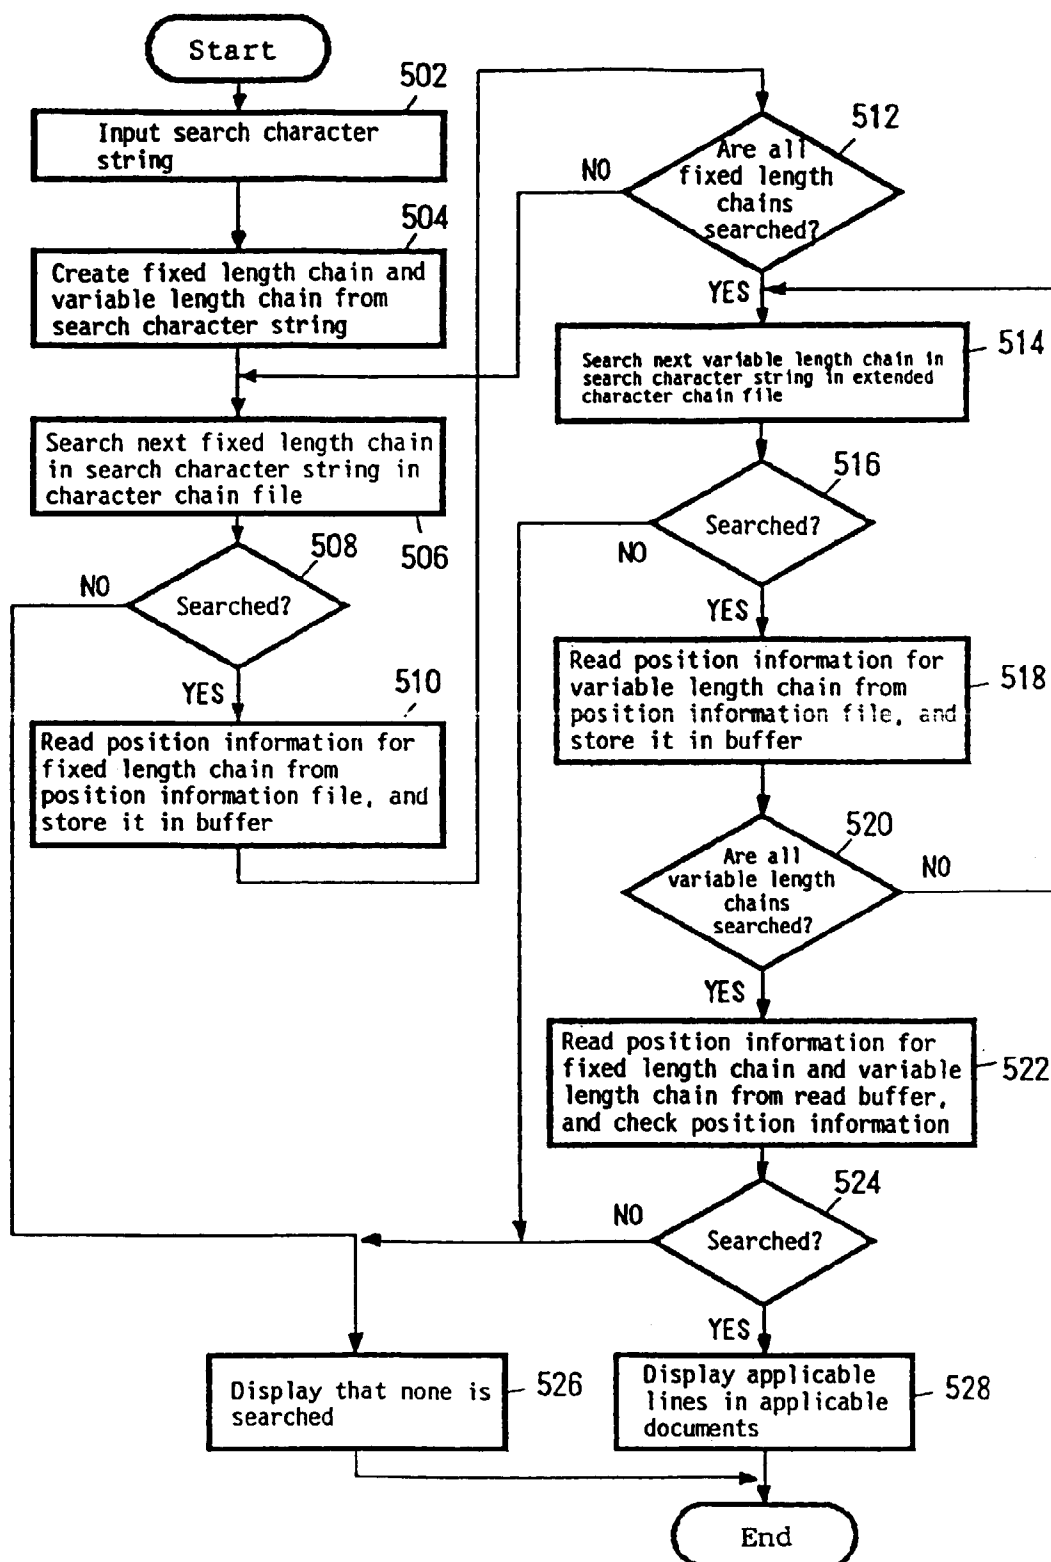 Start
502
Input search character
string
504
Create fixed length chain and
variable length chain from
search character string
Search next fixed length chain
in search character string in
character chain file
506
508
NO
Searched?
YES
510
Read position information for
fixed length chain from
position information file, and
store it in buffer
512
NO
Are all
fixed length
chains
searched?
YES
514
Search next variable length chain in
search character string in extended
character chain file
516
Searched?
NO
YES
518
Read position information for
variable length chain from
position information file, and
store it in buffer
520
Are all
variable length
chains
searched?
NO
YES
Read position information for
fixed length chain and variable
length chain from read buffer,
and check position information
522
524
NO
Searched?
YES
Display that none is
searched
526
Display applicable
lines in applicable
documents
528
End